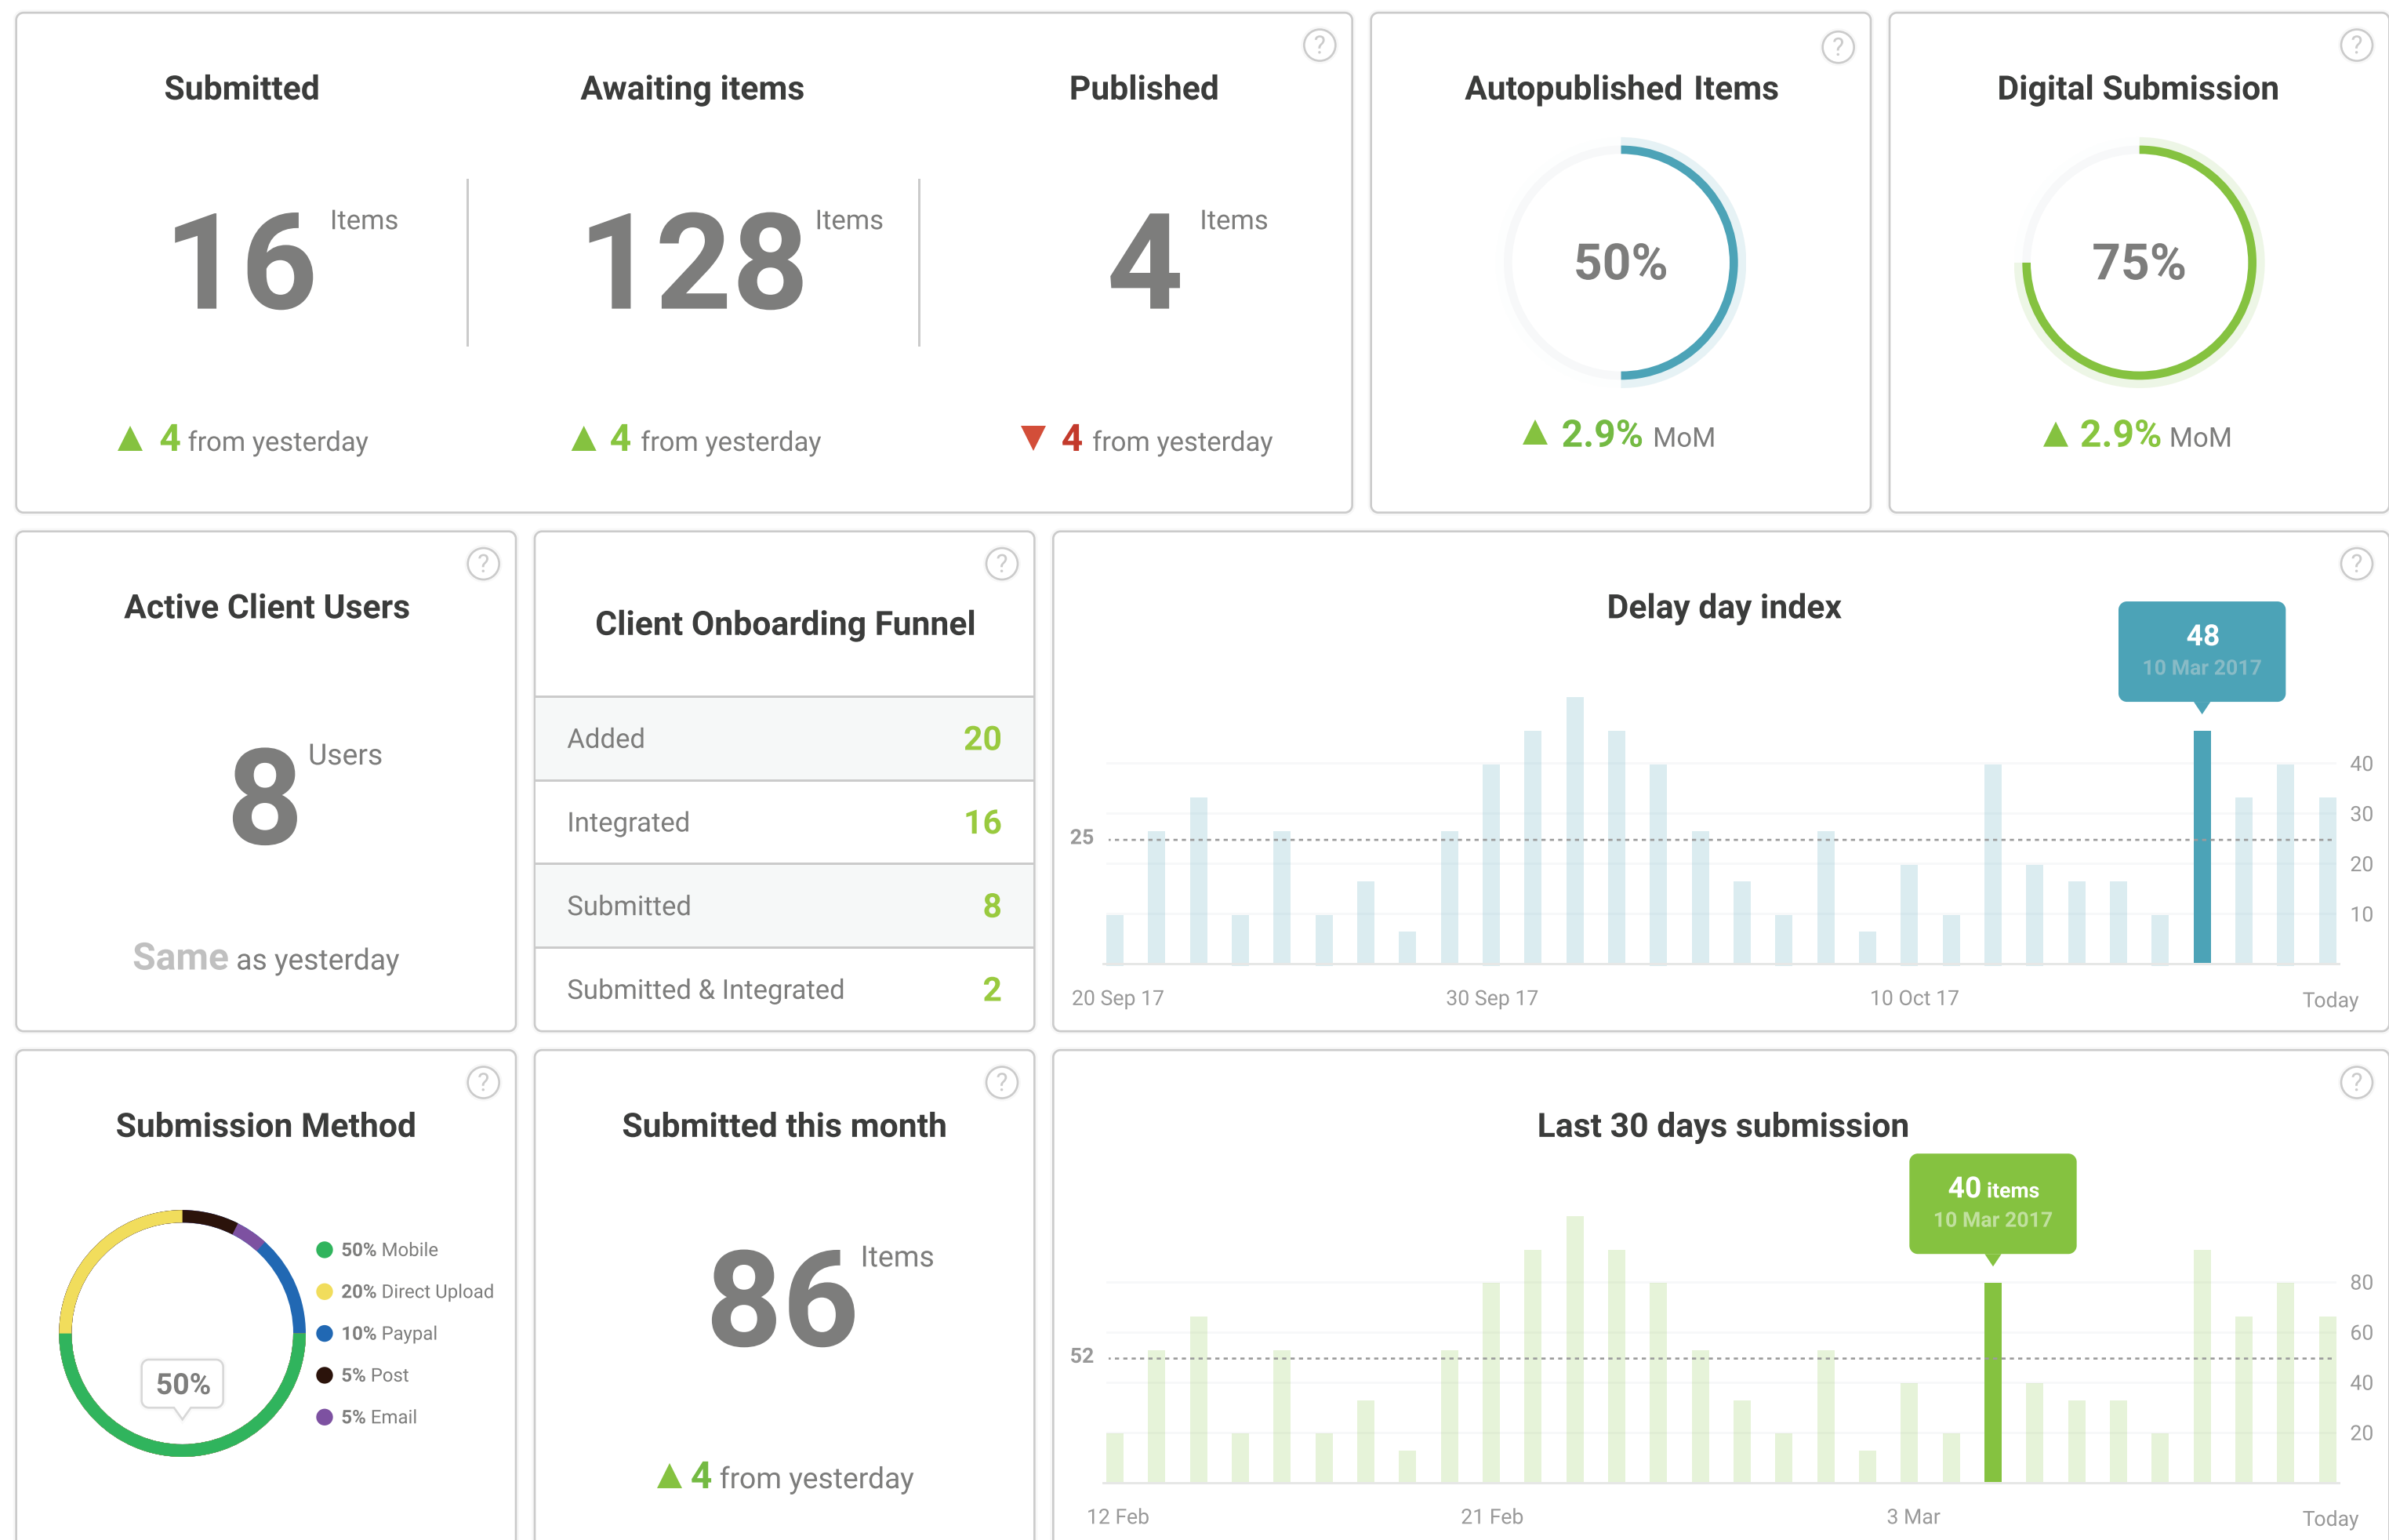 Submitted
Awaiting items
Published
?
16 Items
128 Items
4 Items
4 from yesterday
4 from yesterday
4 from yesterday
Autopublished Items
?
50%
2.9% MoM
Digital Submission
?
75%
2.9% MoM
Active Client Users
?
8 Users
Same as yesterday
Client Onboarding Funnel
?
Added 20
Integrated 16
Submitted 8
Submitted & Integrated 2
Delay day index
?
48
10 Mar 2017
40
30
25
20
10
20 Sep 17
30 Sep 17
10 Oct 17
Today
Submission Method
?
50% Mobile
20% Direct Upload
10% Paypal
5% Post
5% Email
50%
Submitted this month
?
86 Items
4 from yesterday
Last 30 days submission
?
40 items
10 Mar 2017
80
60
52
40
20
12 Feb
21 Feb
3 Mar
Today